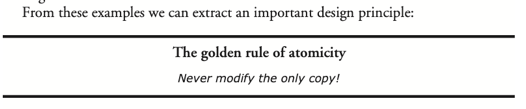 From these examples we can extract an important design principle:
The golden rule of atomicity
Never modify the only copy!